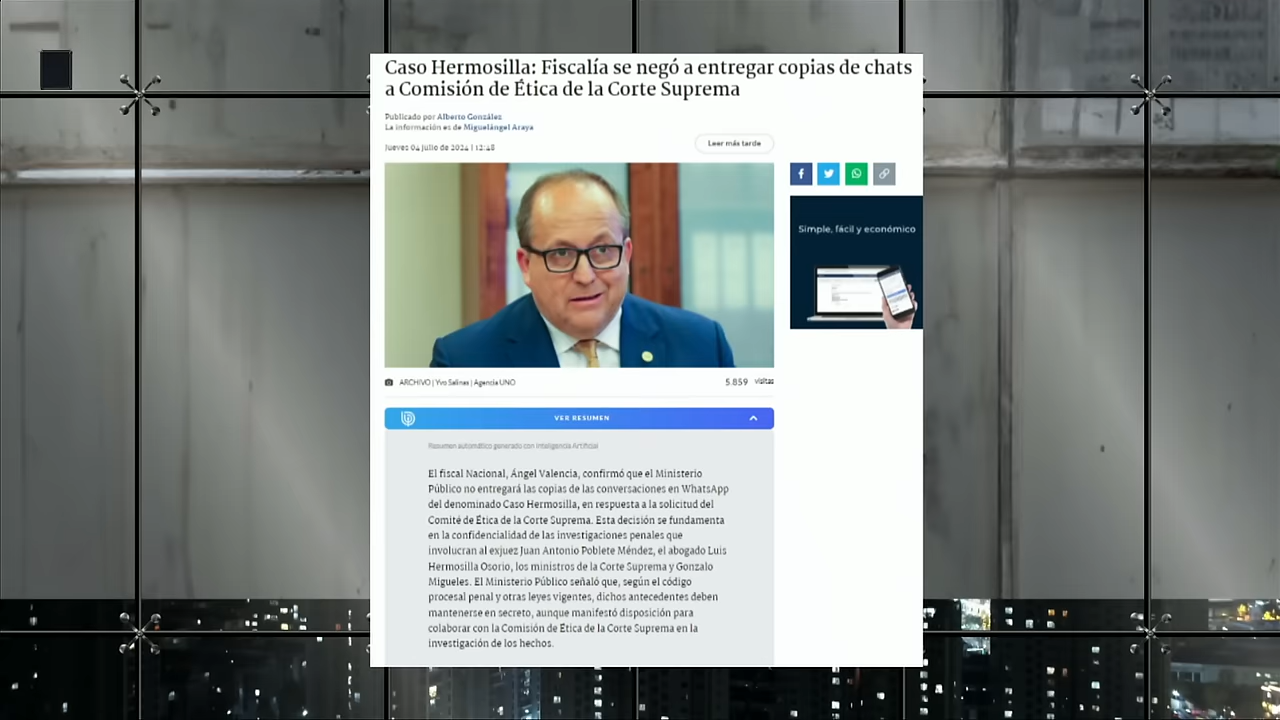 Caso Hermosilla: Fiscalía se negó a entregar copias de chats
a Comisión de Ética de la Corte Suprema
Publicado por Alberto González
La información es de Miguelángel Araya
Jueves 04 julio de 2024 | 12:48
Leer más tarde
Simple, fácil y económico
ARCHIVO | Yvo Salinas | Agencia UNO
5.859 visitas
VER RESUMEN
Resumen automático generado con Inteligencia Artificial
El fiscal Nacional, Ángel Valencia, confirmó que el Ministerio
Público no entregará las copias de las conversaciones en WhatsApp
del denominado Caso Hermosilla, en respuesta a la solicitud del
Comité de Ética de la Corte Suprema. Esta decisión se fundamenta
en la confidencialidad de las investigaciones penales que
involucran al exjuez Juan Antonio Poblete Méndez, el abogado Luis
Hermosilla Osorio, los ministros de la Corte Suprema y Gonzalo
Migueles. El Ministerio Público señaló que, según el código
procesal penal y otras leyes vigentes, dichos antecedentes deben
mantenerse en secreto, aunque manifestó disposición para
colaborar con la Comisión de Ética de la Corte Suprema en la
investigación de los hechos.